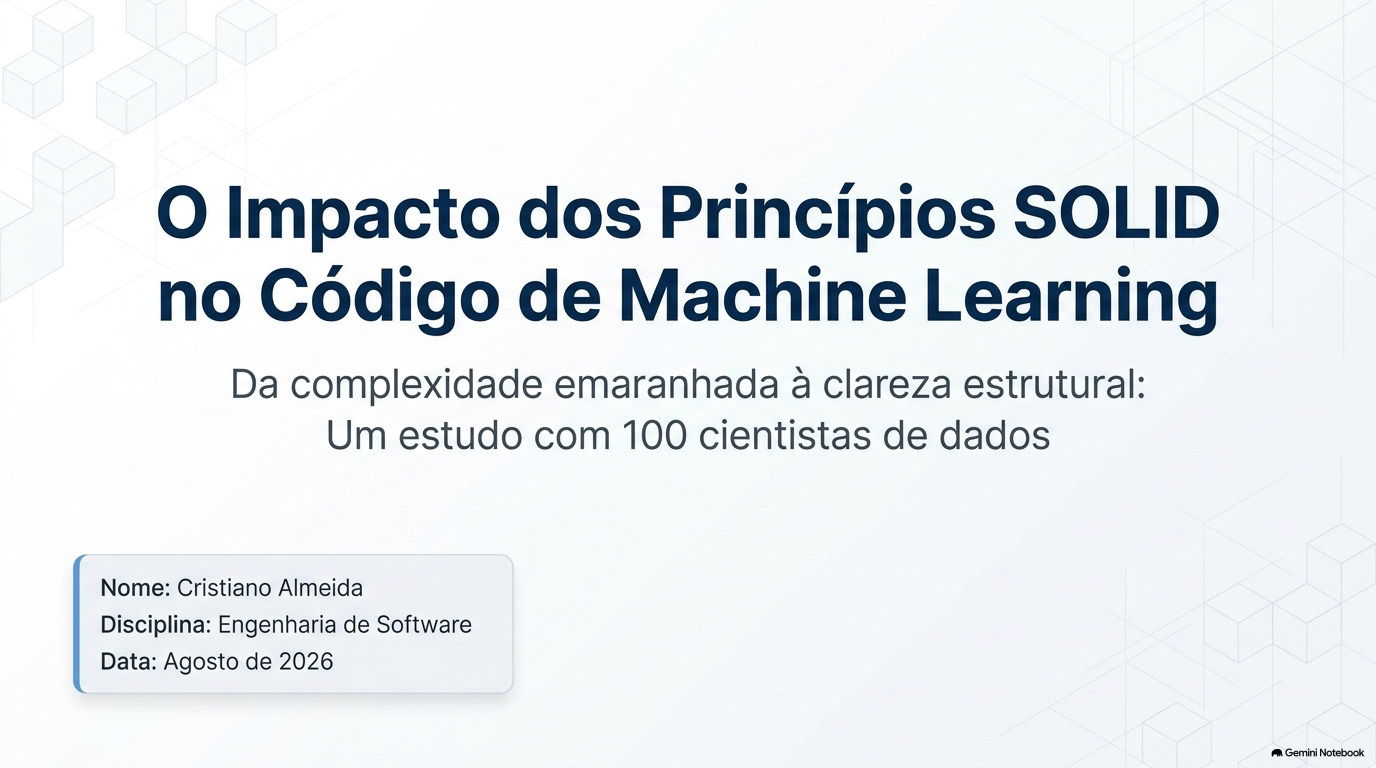 O Impacto dos Princípios SOLID
no Código de Machine Learning
Da complexidade emaranhada à clareza estrutural:
Um estudo com 100 cientistas de dados
Nome: Cristiano Almeida
Disciplina: Engenharia de Software
Data: Agosto de 2026
Gemini Notebook